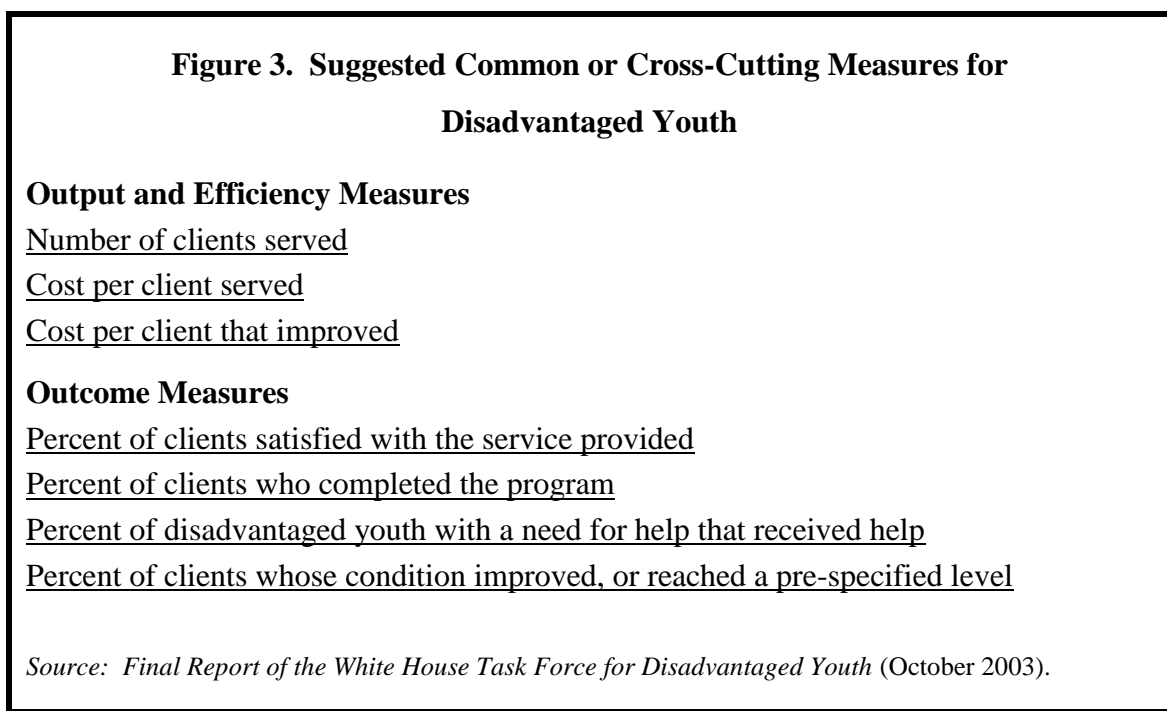 Figure 3. Suggested Common or Cross-Cutting Measures for
Disadvantaged Youth
Output and Efficiency Measures
Number of clients served
Cost per client served
Cost per client that improved
Outcome Measures
Percent of clients satisfied with the service provided
Percent of clients who completed the program
Percent of disadvantaged youth with a need for help that received help
Percent of clients whose condition improved, or reached a pre-specified level
Source: Final Report of the White House Task Force for Disadvantaged Youth (October 2003).